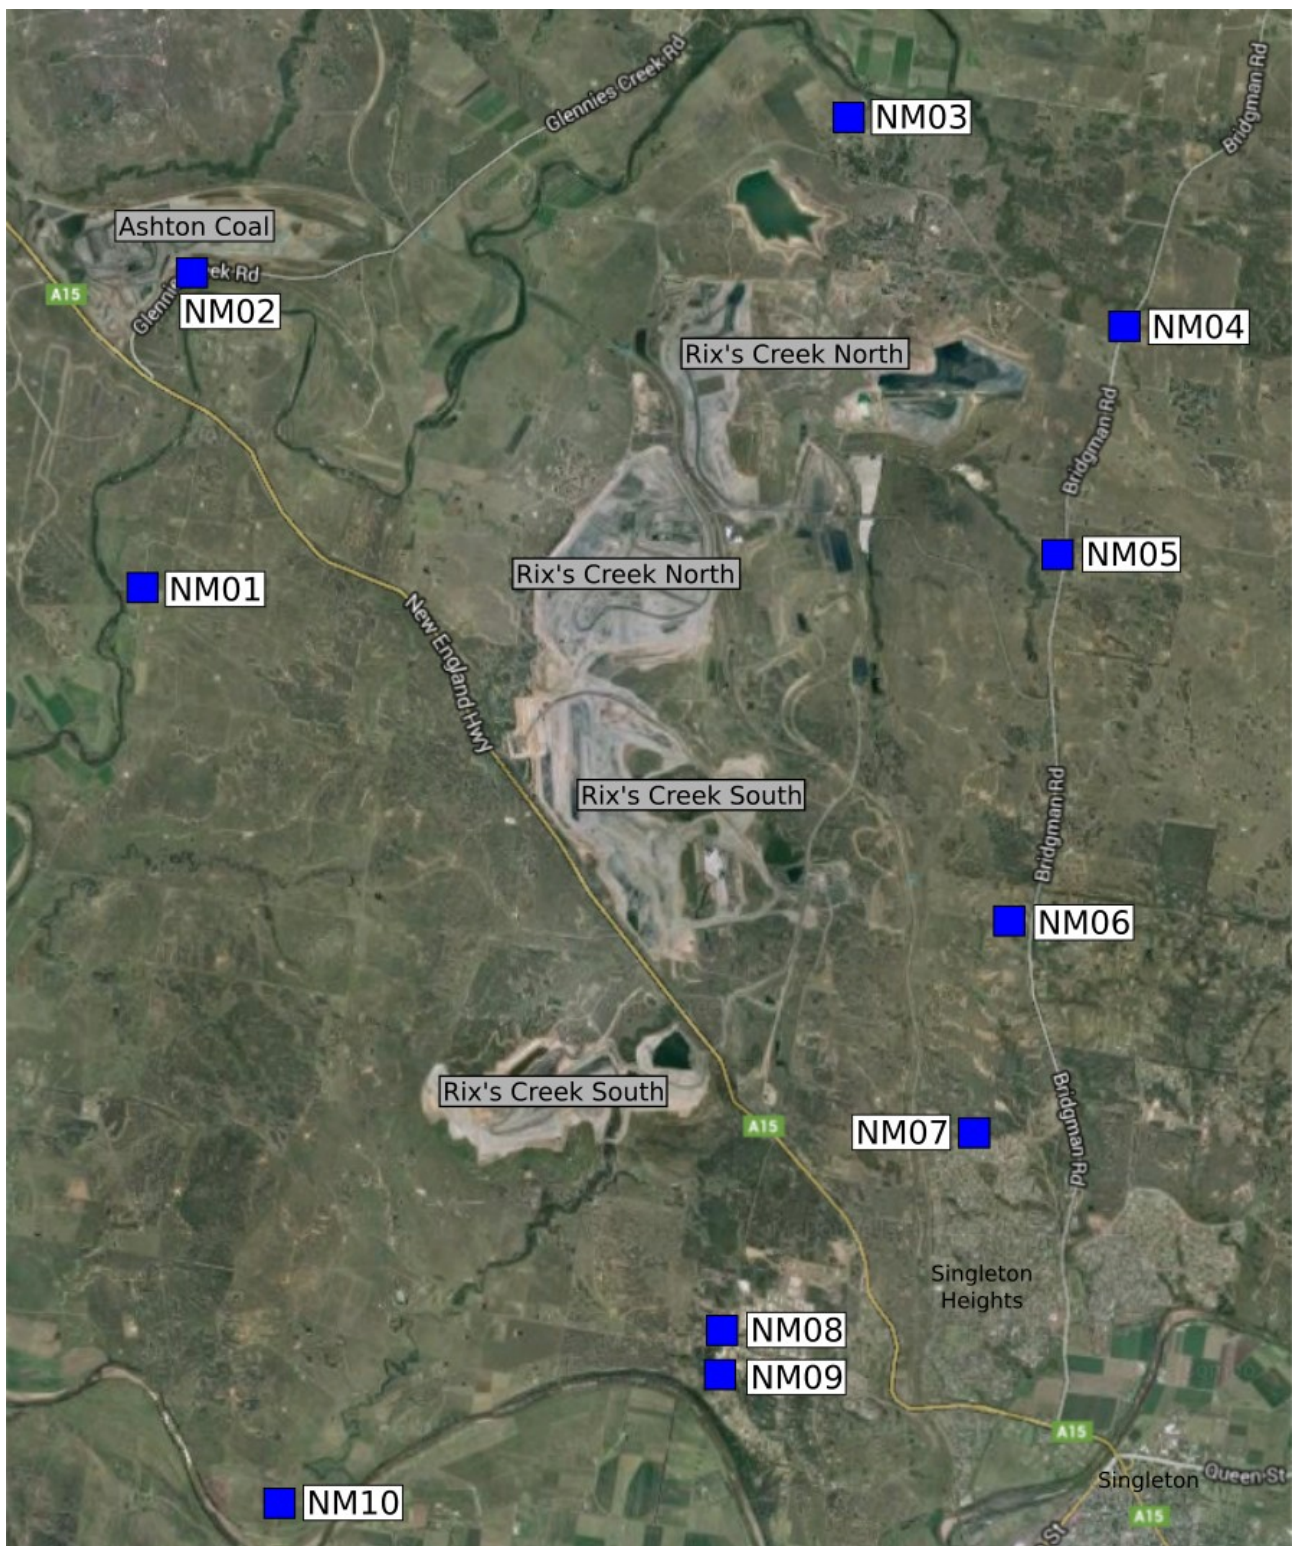 Glennies Creek Rd
Bridgman Rd
NM03
Ashton Coal
ek Rd
A15
Glennie
NM02
NM04
Rix's Creek North
Bridgman Rd
NM05
Rix's Creek North
NM01
New England Hwy
Rix's Creek South
Bridgman Rd
NM06
Rix's Creek South
Bridgman Rd
A15
NM07
Singleton
Heights
NM08
NM09
A15
Queen St
Singleton
NM10
A15
St